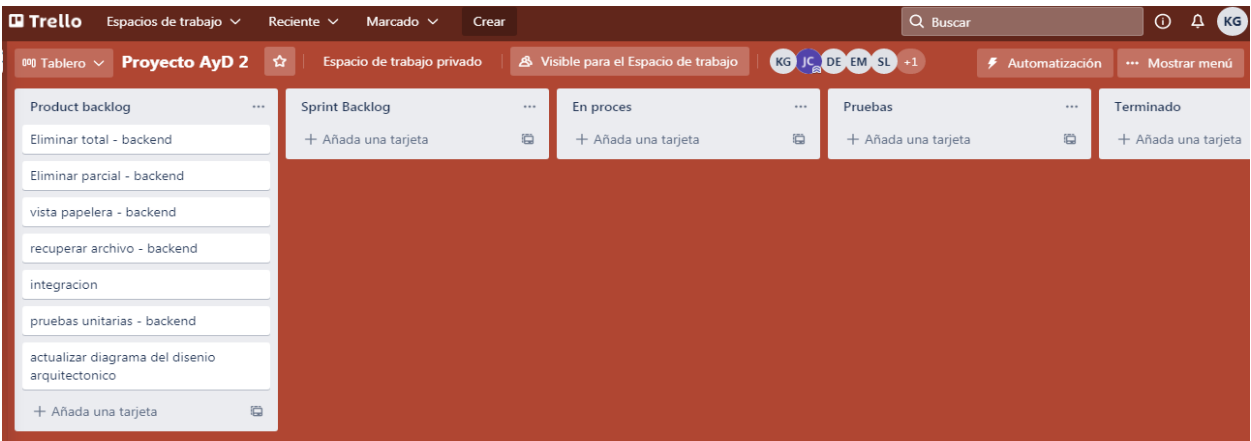 Trello Espacios de trabajo Reciente Marcado Crear Buscar KG
Tablero Proyecto AyD 2 Espacio de trabajo privado Visible para el Espacio de trabajo KG JC DE EM SL +1 Automatización Mostrar menú
Product backlog
Eliminar total - backend
Eliminar parcial - backend
vista papelera - backend
recuperar archivo - backend
integracion
pruebas unitarias - backend
actualizar diagrama del disenio
arquitectonico
+ Añada una tarjeta
Sprint Backlog
+ Añada una tarjeta
En proces
+ Añada una tarjeta
Pruebas
+ Añada una tarjeta
Terminado
+ Añada una tarjeta